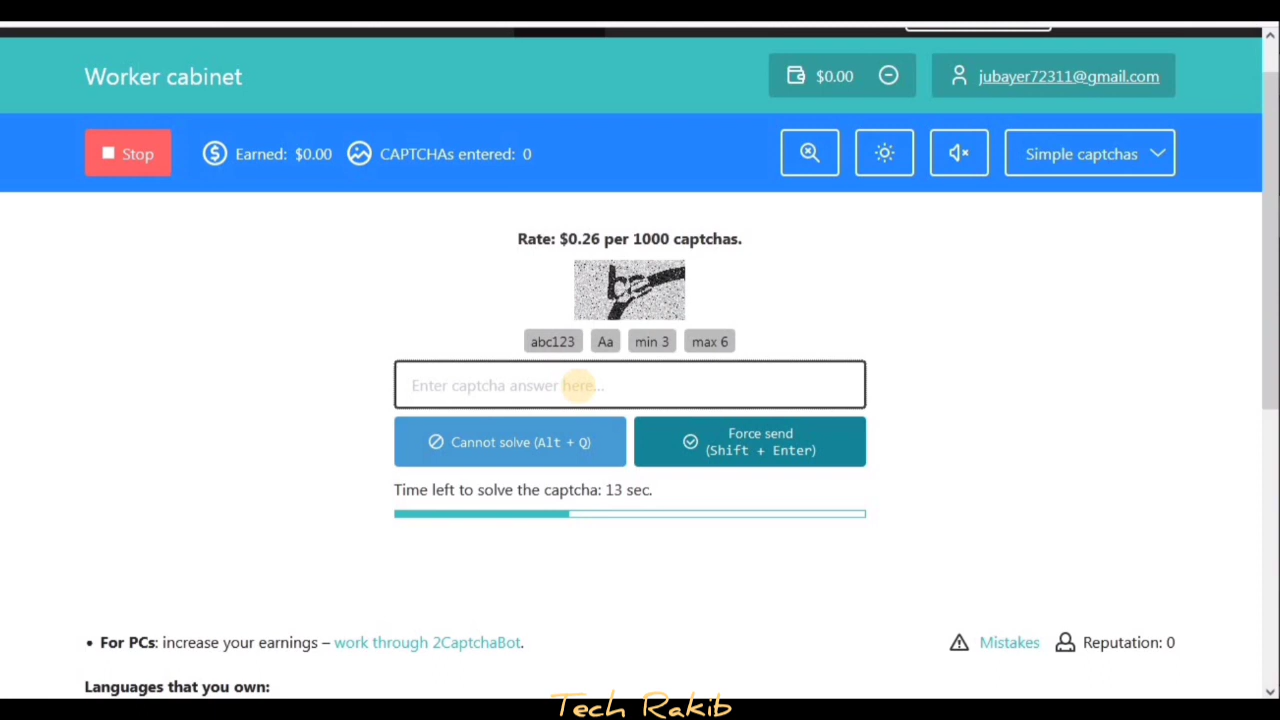 Worker cabinet
$0.00
jubayer72311@gmail.com
Stop
Earned: $0.00
CAPTCHAs entered: 0
Simple captchas
Rate: $0.26 per 1000 captchas.
abc123 Aa min 3 max 6
Enter captcha answer here...
Cannot solve (Alt + Q)
Force send
(Shift + Enter)
Time left to solve the captcha: 13 sec.
• For PCs: increase your earnings – work through 2CaptchaBot.
Mistakes
Reputation: 0
Languages that you own:
Tech Rakib